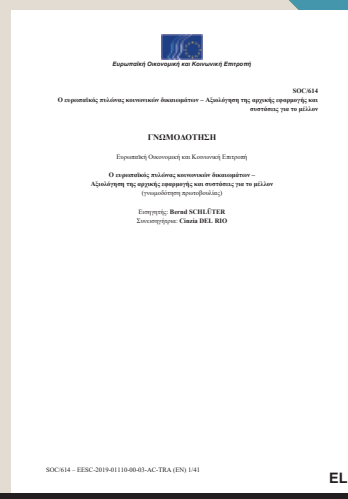 Ευρωπαϊκή Οικονομική και Κοινωνική Επιτροπή
SOC/614
Ο ευρωπαϊκός πυλώνας κοινωνικών δικαιωμάτων – Αξιολόγηση της αρχικής εφαρμογής και
συστάσεις για το μέλλον
ΓΝΩΜΟΔΟΤΗΣΗ
Ευρωπαϊκή Οικονομική και Κοινωνική Επιτροπή
Ο ευρωπαϊκός πυλώνας κοινωνικών δικαιωμάτων –
Αξιολόγηση της αρχικής εφαρμογής και συστάσεις για το μέλλον
(γνωμοδότηση πρωτοβουλίας)
Εισηγητής: Bernd SCHLÜTER
Συνεισηγήτρια: Cinzia DEL RIO
SOC/614 – EESC-2019-01110-00-03-AC-TRA (EN) 1/41
EL